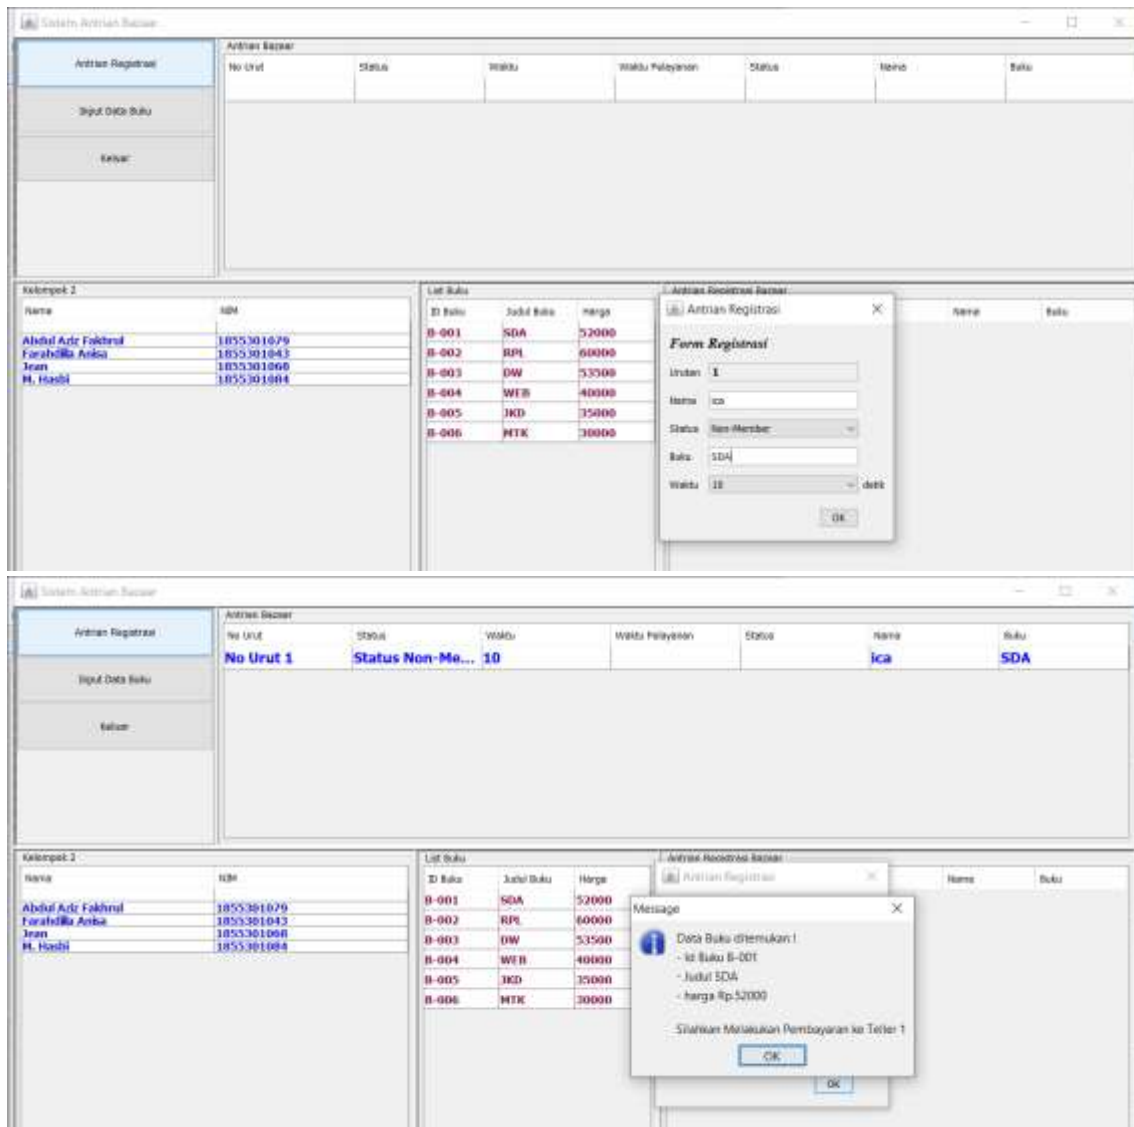 Sistem Antrian Bazaar
Antrian Registrasi
Input Data Buku
Keluar
Antrian Bazaar
No Urut Status Waktu Waktu Pelayanan Status Nama Buku
Kelompok 2
Nama NIM
Abdul Aziz Fakhrul 1855301079
Farahdilla Anisa 1855301043
Jean 1855301060
M. Hasbi 1855301084
List Buku
ID Buku Judul Buku Harga
B-001 SDA 52000
B-002 RPL 60000
B-003 DW 53500
B-004 WEB 40000
B-005 JKD 35000
B-006 MTK 30000
Antrian Registrasi Bazaar
Nama Buku
Antrian Registrasi
Form Registrasi
Urutan 1
Nama ica
Status Non-Member
Buku SDA
Waktu 10 detik
OK
Sistem Antrian Bazaar
Antrian Registrasi
Input Data Buku
Keluar
Antrian Bazaar
No Urut Status Waktu Waktu Pelayanan Status Nama Buku
No Urut 1 Status Non-Me... 10 ica SDA
Kelompok 2
Nama NIM
Abdul Aziz Fakhrul 1855301079
Farahdilla Anisa 1855301043
Jean 1855301060
M. Hasbi 1855301084
List Buku
ID Buku Judul Buku Harga
B-001 SDA 52000
B-002 RPL 60000
B-003 DW 53500
B-004 WEB 40000
B-005 JKD 35000
B-006 MTK 30000
Antrian Registrasi Bazaar
Nama Buku
Antrian Registrasi
Message
Data Buku ditemukan !
- Id Buku B-001
- Judul SDA
- harga Rp.52000
Silahkan Melakukan Pembayaran ke Teller 1
OK
OK